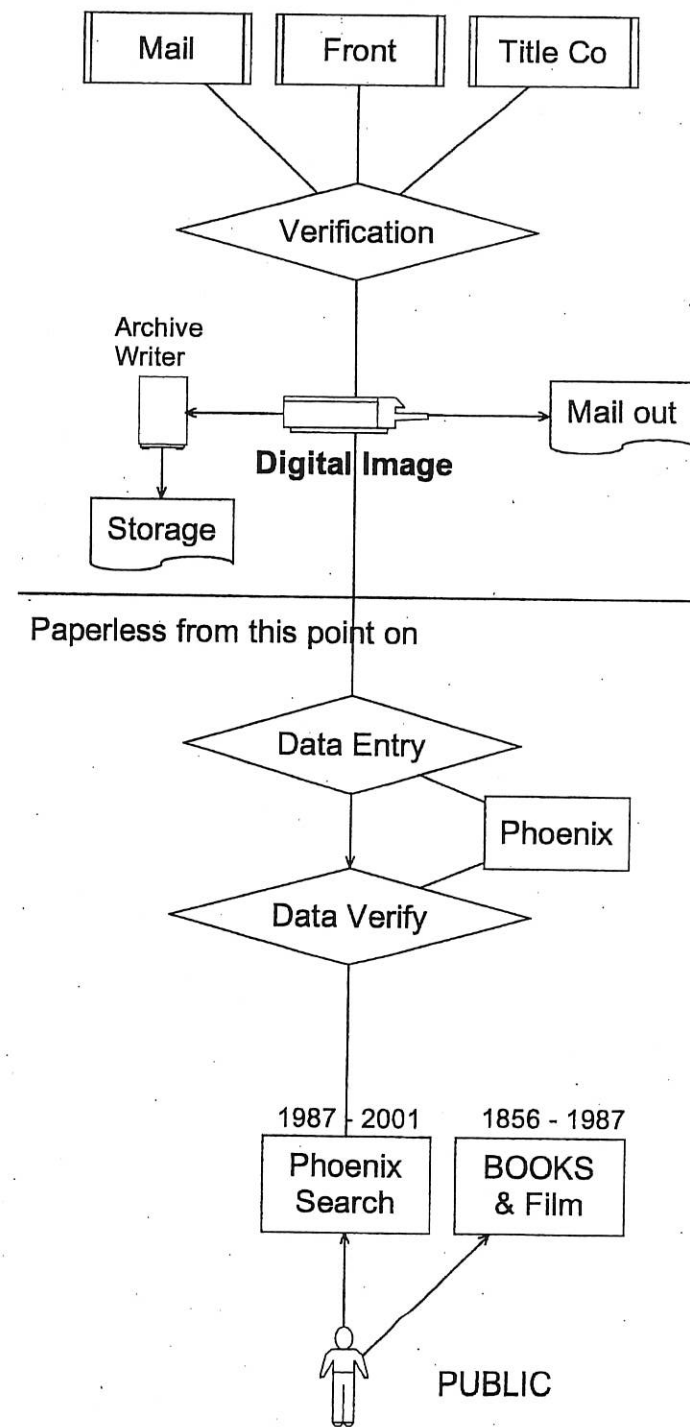 Mail
Front
Title Co
Verification
Archive
Writer
Mail out
Digital Image
Storage
Paperless from this point on
Data Entry
Phoenix
Data Verify
1987 - 2001
1856 - 1987
Phoenix
Search
BOOKS
& Film
PUBLIC